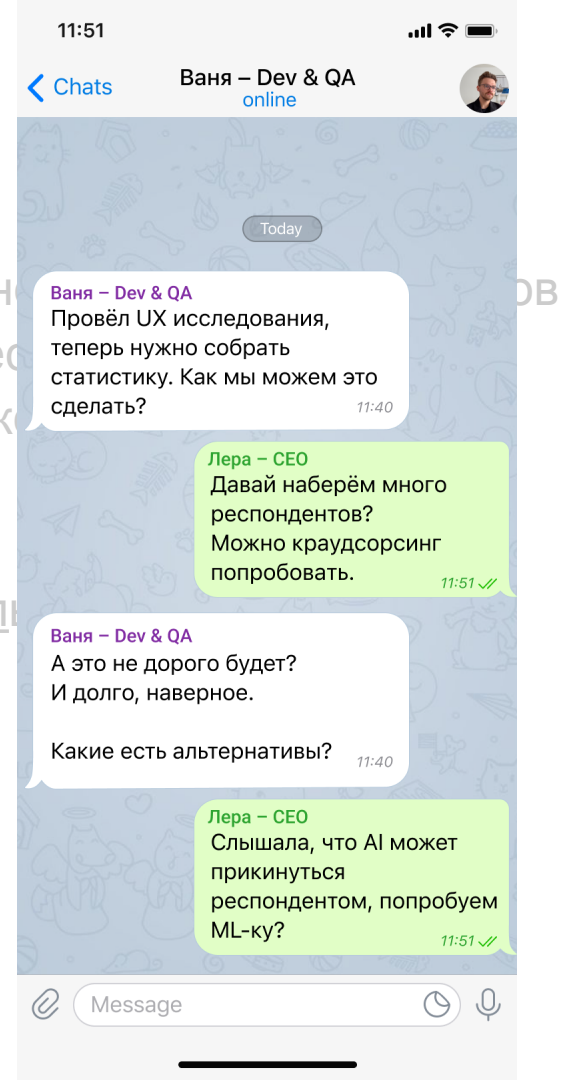 11:51
Chats
Ваня – Dev & QA
online
Today
Ваня – Dev & QA
Провёл UX исследования,
теперь нужно собрать
статистику. Как мы можем это
сделать?
11:40
Лера – CEO
Давай наберём много
респондентов?
Можно краудсорсинг
попробовать.
11:51
Ваня – Dev & QA
А это не дорого будет?
И долго, наверное.
Какие есть альтернативы?
11:40
Лера – CEO
Слышала, что AI может
прикинуться
респондентом, попробуем
ML-ку?
11:51
Message